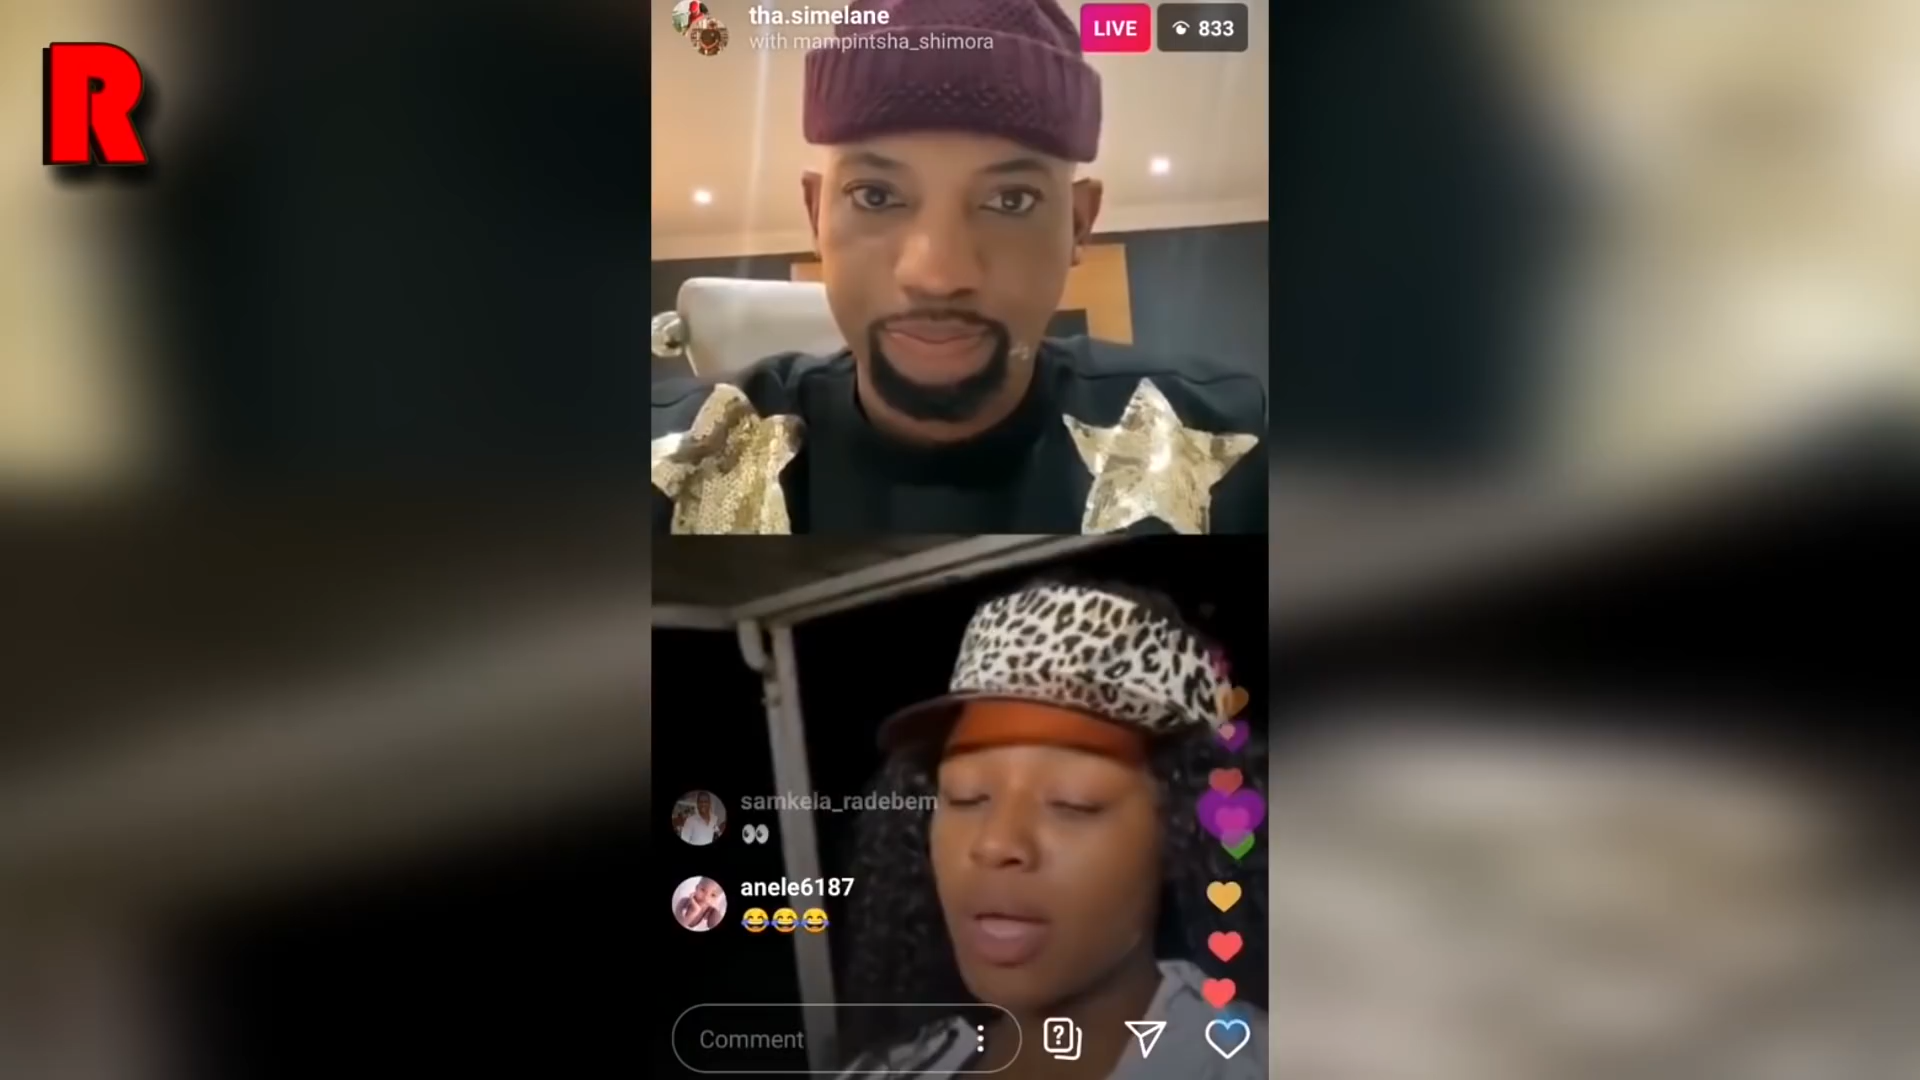 R
tha.simelane
with mampintsha_shimora
LIVE
833
samkela_radebem
👀
anele6187
😂😂😂
Comment